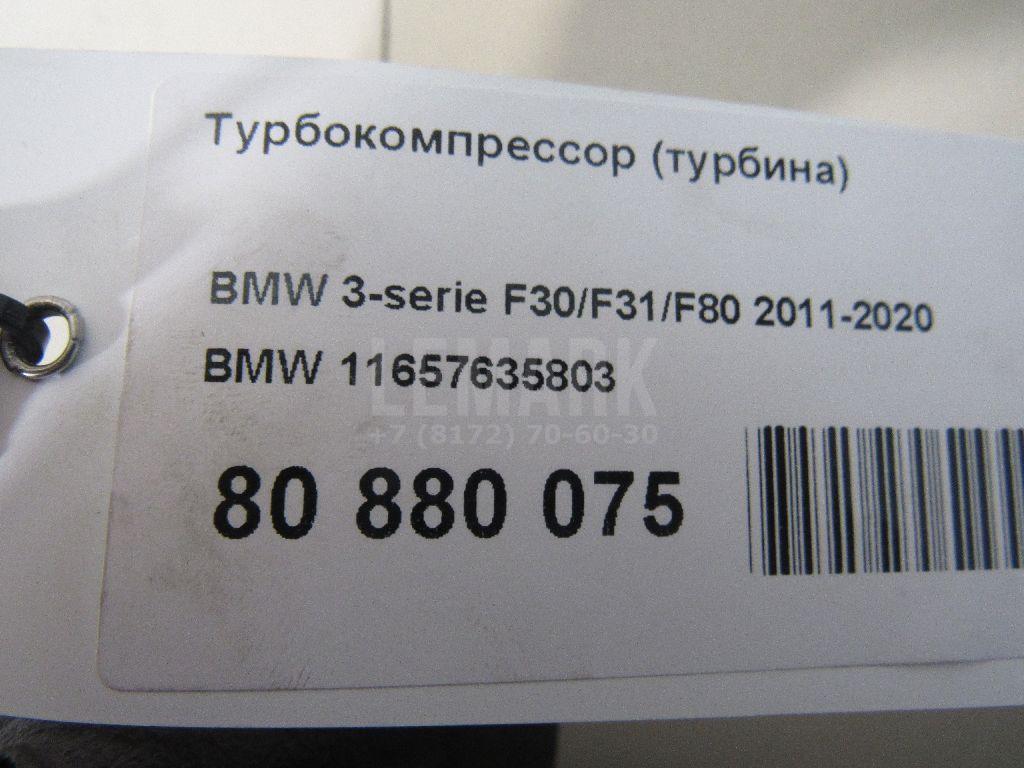 Турбокомпрессор (турбина)
BMW 3-serie F30/F31/F80 2011-2020
BMW 11657635803
LEMARK
+7 (8172) 70-60-30
80 880 075